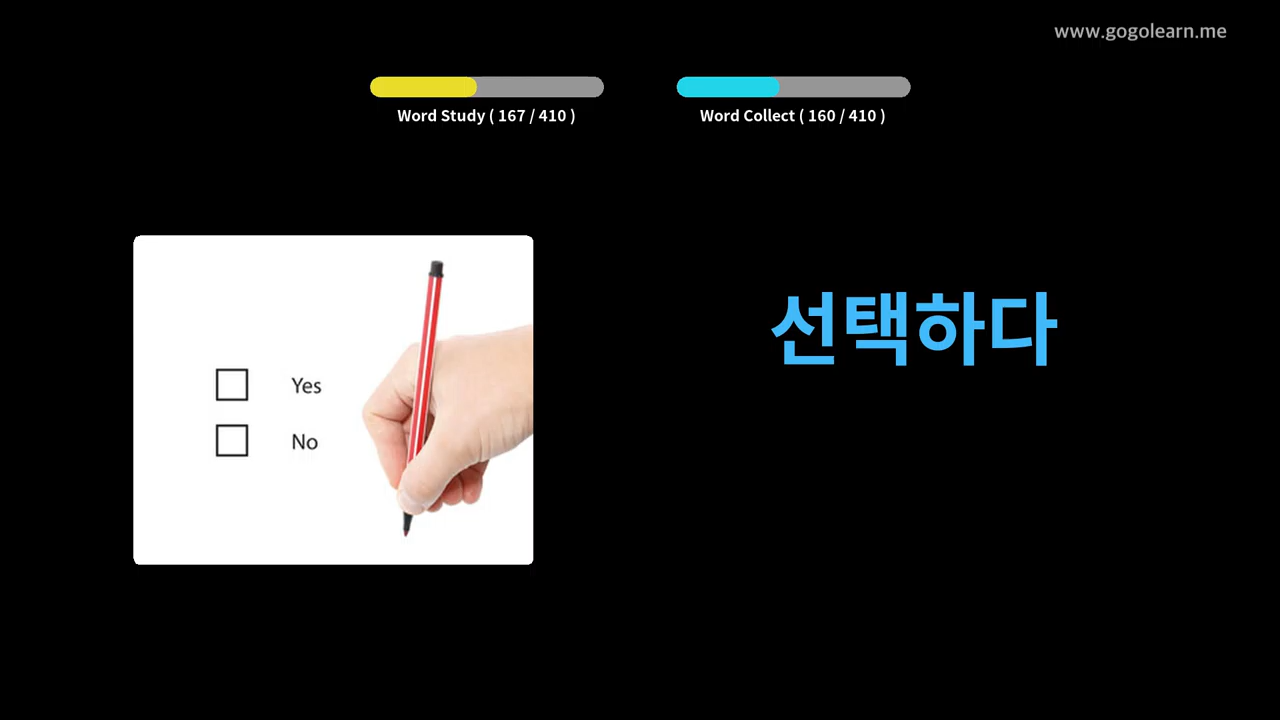 www.gogolearn.me
Word Study ( 167 / 410 )
Word Collect ( 160 / 410 )
선택하다
Yes
No